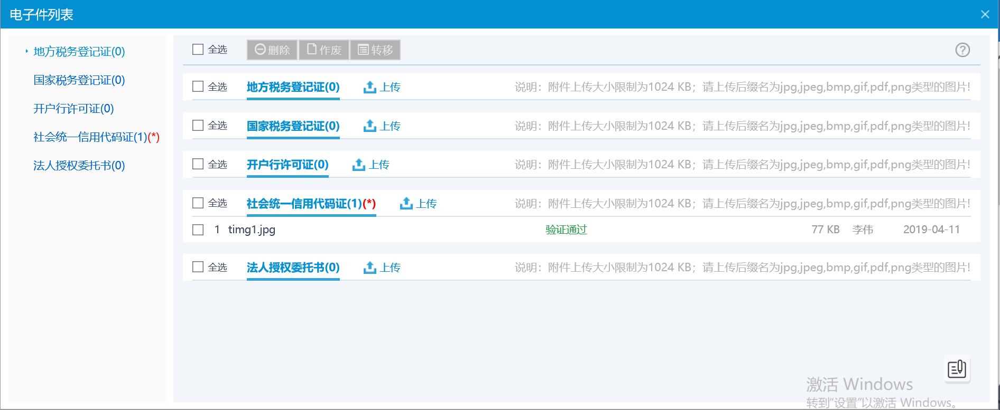 电子件列表
地方税务登记证(0)
国家税务登记证(0)
开户行许可证(0)
社会统一信用代码证(1)(*)
法人授权委托书(0)
全选 删除 作废 转移
全选 地方税务登记证(0) 上传 说明：附件上传大小限制为1024 KB；请上传后缀名为jpg,jpeg,bmp,gif,pdf,png类型的图片!
全选 国家税务登记证(0) 上传 说明：附件上传大小限制为1024 KB；请上传后缀名为jpg,jpeg,bmp,gif,pdf,png类型的图片!
全选 开户行许可证(0) 上传 说明：附件上传大小限制为1024 KB；请上传后缀名为jpg,jpeg,bmp,gif,pdf,png类型的图片!
全选 社会统一信用代码证(1)(*) 上传 说明：附件上传大小限制为1024 KB；请上传后缀名为jpg,jpeg,bmp,gif,pdf,png类型的图片!
1 timg1.jpg 验证通过 77 KB 李伟 2019-04-11
全选 法人授权委托书(0) 上传 说明：附件上传大小限制为1024 KB；请上传后缀名为jpg,jpeg,bmp,gif,pdf,png类型的图片!
激活 Windows
转到“设置”以激活 Windows。